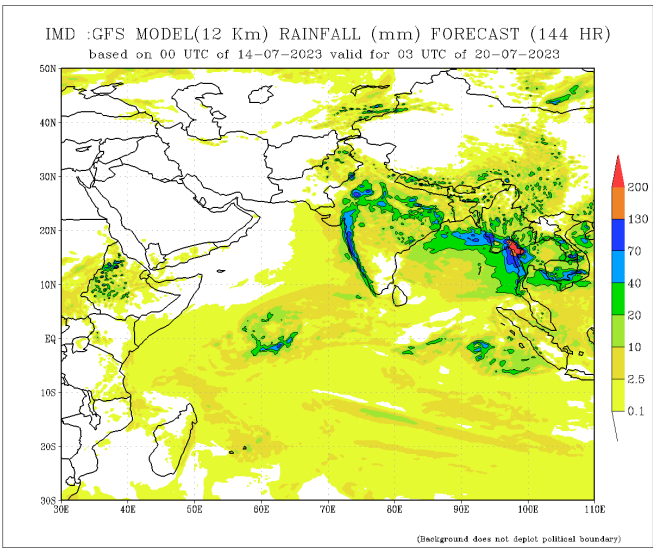 IMD :GFS MODEL(12 Km) RAINFALL (mm) FORECAST (144 HR)
based on 00 UTC of 14-07-2023 valid for 03 UTC of 20-07-2023
50N
40N
30N
20N
10N
EQ
10S
20S
30S
30E 40E 50E 60E 70E 80E 90E 100E 110E
200
130
70
40
20
10
2.5
0.1
(Background does not depict political boundary)